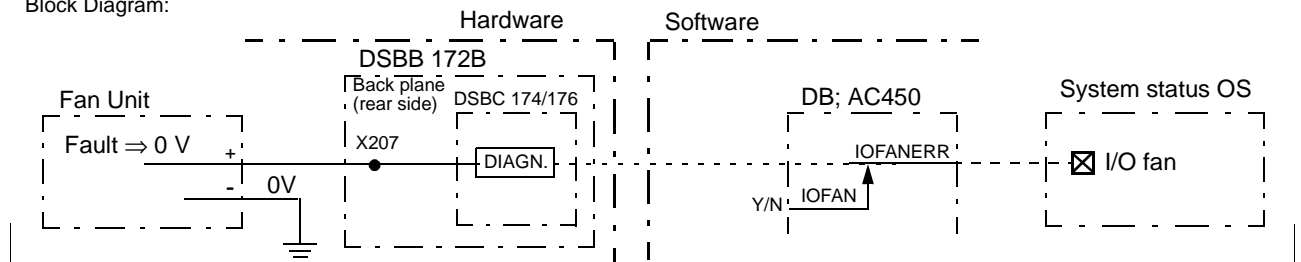 Block Diagram:
Hardware
Software
DSBB 172B
Back plane
(rear side)
DSBC 174/176
Fan Unit
DB; AC450
System status OS
Fault ⇒ 0 V
+
X207
DIAGN.
IOFANERR
I/O fan
-
0V
Y/N
IOFAN